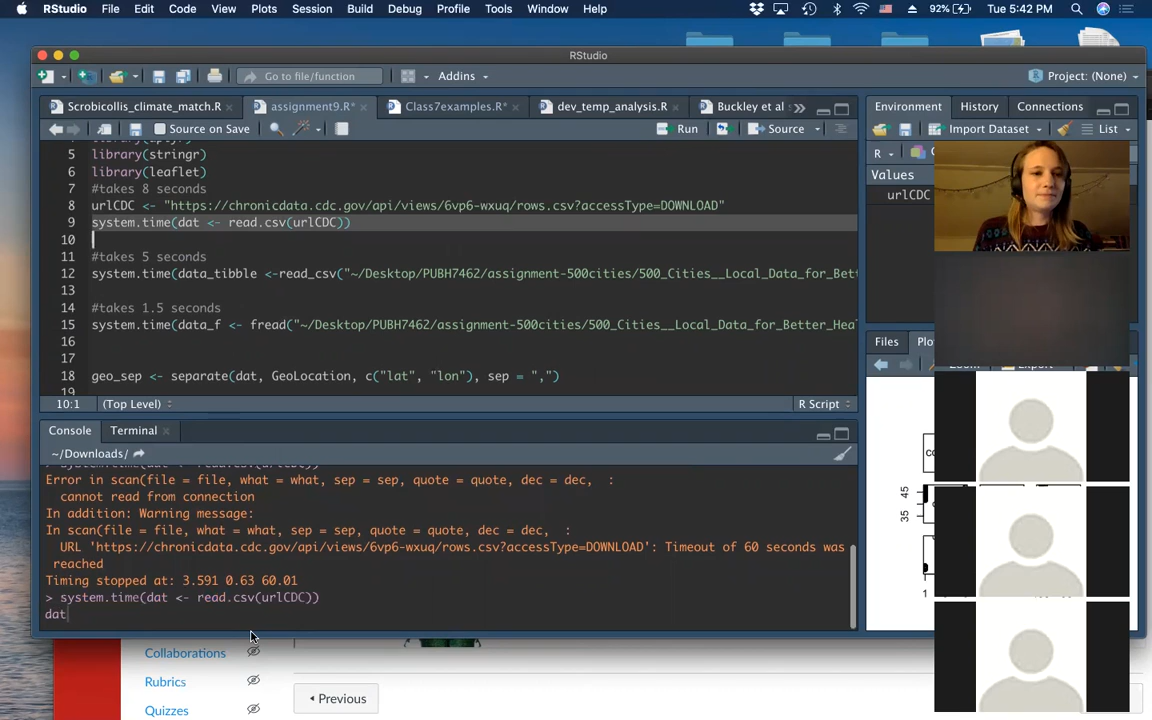 RStudio File Edit Code View Plots Session Build Debug Profile Tools Window Help 92% Tue 5:42 PM
RStudio
Go to file/function Addins Project: (None)
Scrobicollis_climate_match.R assignment9.R* Class7examples.R* dev_temp_analysis.R Buckley et al
Environment History Connections
Source on Save Run Source
Import Dataset List
R
5 library(stringr)
6 library(leaflet)
7 #takes 8 seconds
8 urlCDC <- "https://chronicdata.cdc.gov/api/views/6vp6-wxuq/rows.csv?accessType=DOWNLOAD"
9 system.time(dat <- read.csv(urlCDC))
10
11 #takes 5 seconds
12 system.time(data_tibble <-read_csv("~/Desktop/PUBH7462/assignment-500cities/500_Cities__Local_Data_for_Bett
13
14 #takes 1.5 seconds
15 system.time(data_f <- fread("~/Desktop/PUBH7462/assignment-500cities/500_Cities__Local_Data_for_Better_Hea
16
17
18 geo_sep <- separate(dat, GeoLocation, c("lat", "lon"), sep = ",")
19
10:1 (Top Level) R Script
Values
urlCDC
Console Terminal
~/Downloads/
Error in scan(file = file, what = what, sep = sep, quote = quote, dec = dec, :
cannot read from connection
In addition: Warning message:
In scan(file = file, what = what, sep = sep, quote = quote, dec = dec, :
URL 'https://chronicdata.cdc.gov/api/views/6vp6-wxuq/rows.csv?accessType=DOWNLOAD': Timeout of 60 seconds was
reached
Timing stopped at: 3.591 0.63 60.01
> system.time(dat <- read.csv(urlCDC))
dat
Files Plo
45
35
1
Collaborations
Rubrics
Quizzes
Previous